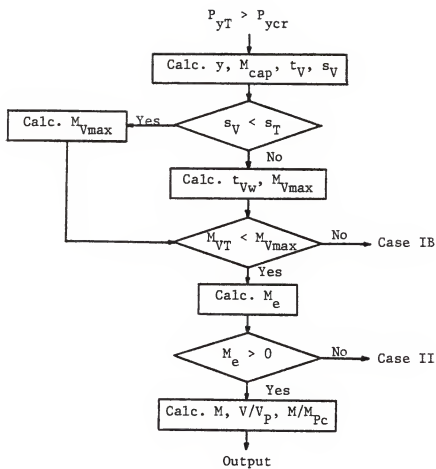 P_yT > P_ycr
Calc. y, M_cap, t_V, s_V
s_V < s_T
Yes
Calc. M_Vmax
No
Calc. t_Vw, M_Vmax
M_VT < M_Vmax
No
Case IB
Yes
Calc. M_e
M_e > 0
No
Case II
Yes
Calc. M, V/V_P, M/M_Pc
Output